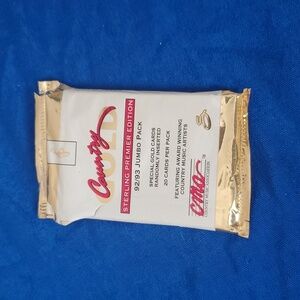 Country
GOLD
STERLING PREMIER EDITION
92/93 JUMBO PACK
SPECIAL GOLD CARDS
RANDOMLY INSERTED
20 CARDS PER PACK
FEATURING AWARD WINNING
COUNTRY MUSIC ARTISTS
CMA